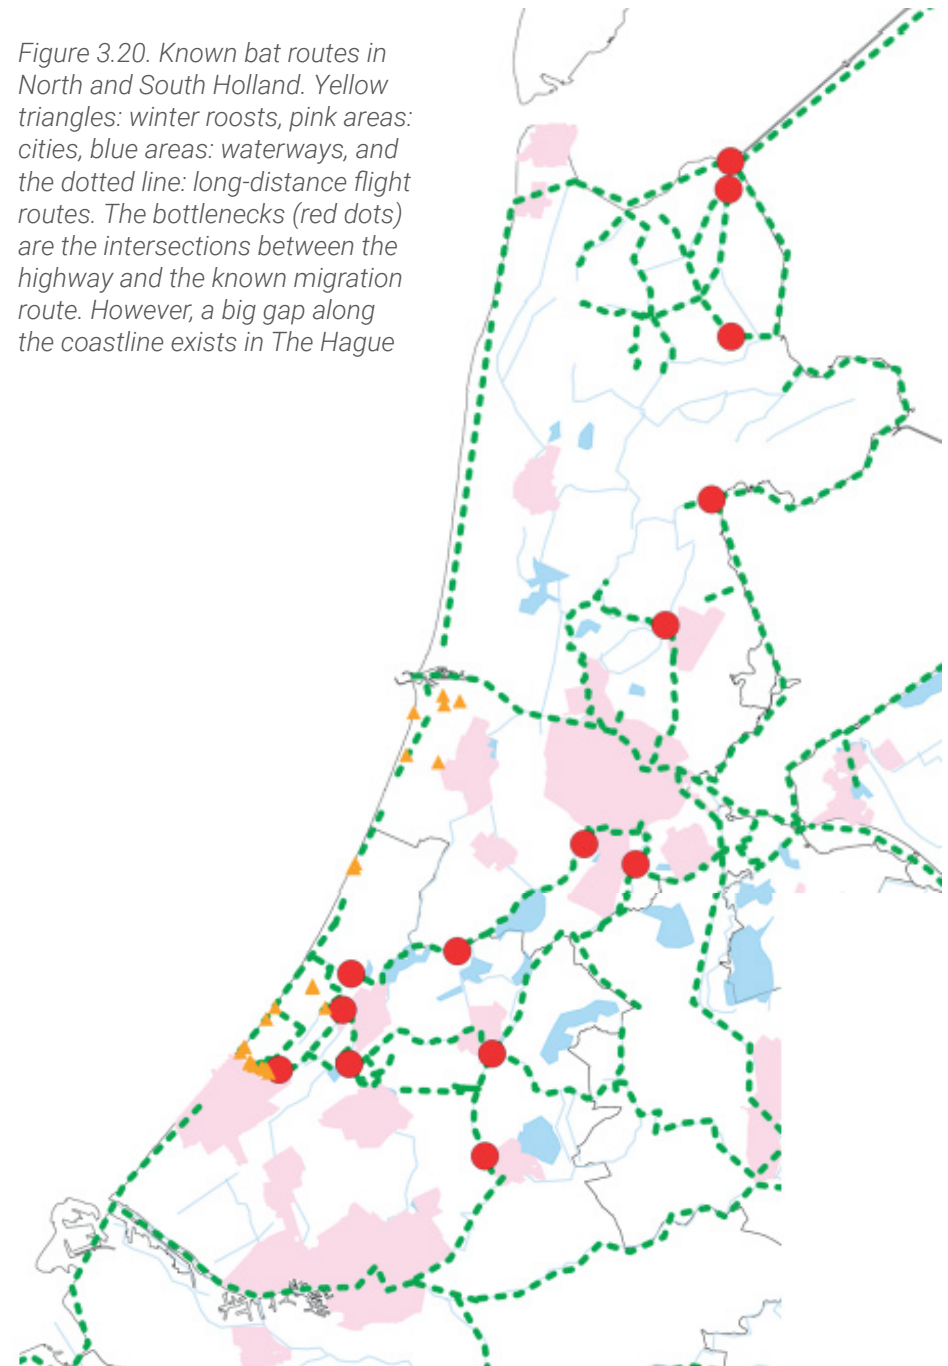 Figure 3.20. Known bat routes in
North and South Holland. Yellow
triangles: winter roosts, pink areas:
cities, blue areas: waterways, and
the dotted line: long-distance flight
routes. The bottlenecks (red dots)
are the intersections between the
highway and the known migration
route. However, a big gap along
the coastline exists in The Hague